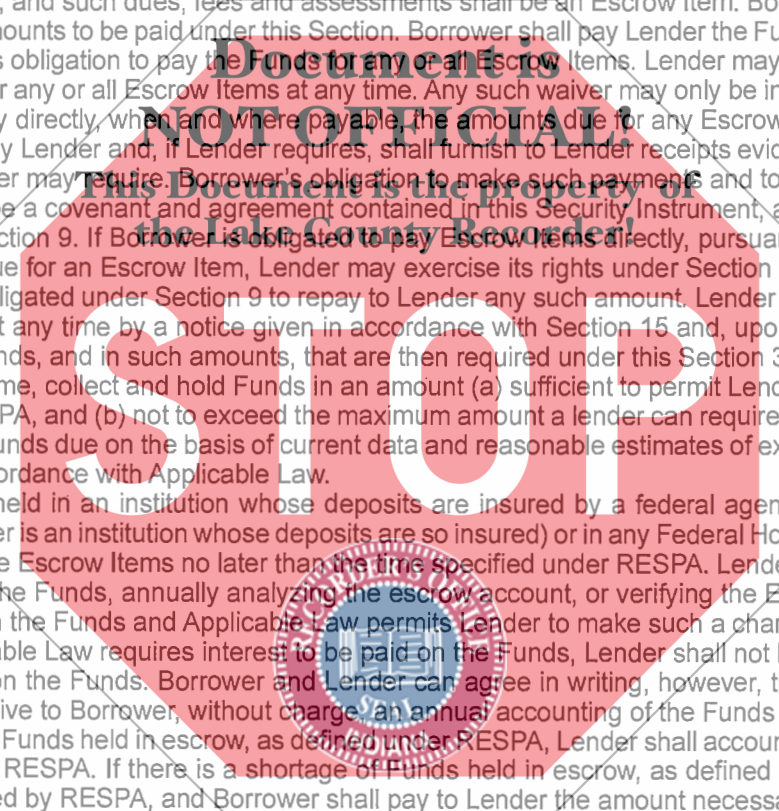 , and such dues, fees and assessments shall be an Escrow Item. Bo
ounts to be paid under this Section. Borrower shall pay Lender the Fu
s obligation to pay the Funds for any or all Escrow Items. Lender may
Document is
r any or all Escrow Items at any time. Any such waiver may only be in
y directly, when and where payable, the amounts due for any Escrow
NOT OFFICIAL!
y Lender and, if Lender requires, shall furnish to Lender receipts evid
er may require. Borrower's obligation to make such payments and to
This Document is the property of
e a covenant and agreement contained in this Security Instrument, a
ction 9. If Borrower is obligated to pay Escrow Items directly, pursua
the Lake County Recorder!
ue for an Escrow Item, Lender may exercise its rights under Section
ligated under Section 9 to repay to Lender any such amount. Lender
t any time by a notice given in accordance with Section 15 and, upo
nds, and in such amounts, that are then required under this Section 3
me, collect and hold Funds in an amount (a) sufficient to permit Lend
STOP
PA, and (b) not to exceed the maximum amount a lender can require
unds due on the basis of current data and reasonable estimates of ex
ordance with Applicable Law.
held in an institution whose deposits are insured by a federal agen
er is an institution whose deposits are so insured) or in any Federal Ho
e Escrow Items no later than the time specified under RESPA. Lende
he Funds, annually analyzing the escrow account, or verifying the E
n the Funds and Applicable Law permits Lender to make such a char
able Law requires interest to be paid on the Funds, Lender shall not
RECORDER'S OFFICE
SEAL
on the Funds. Borrower and Lender can agree in writing, however, t
ive to Borrower, without charge, an annual accounting of the Funds
Funds held in escrow, as defined under RESPA, Lender shall accoun
RESPA. If there is a shortage of Funds held in escrow, as defined
ed by RESPA, and Borrower shall pay to Lender the amount necess